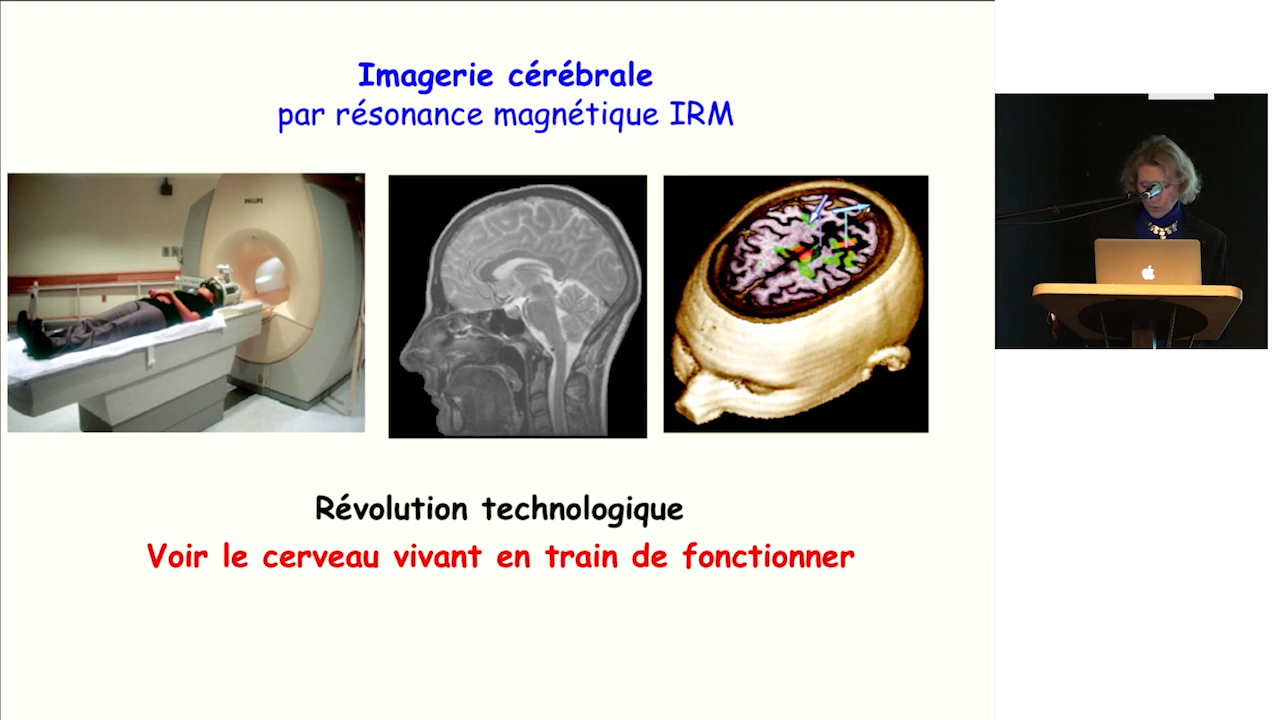 Imagerie cérébrale
par résonance magnétique IRM
PHILIPS
Révolution technologique
Voir le cerveau vivant en train de fonctionner